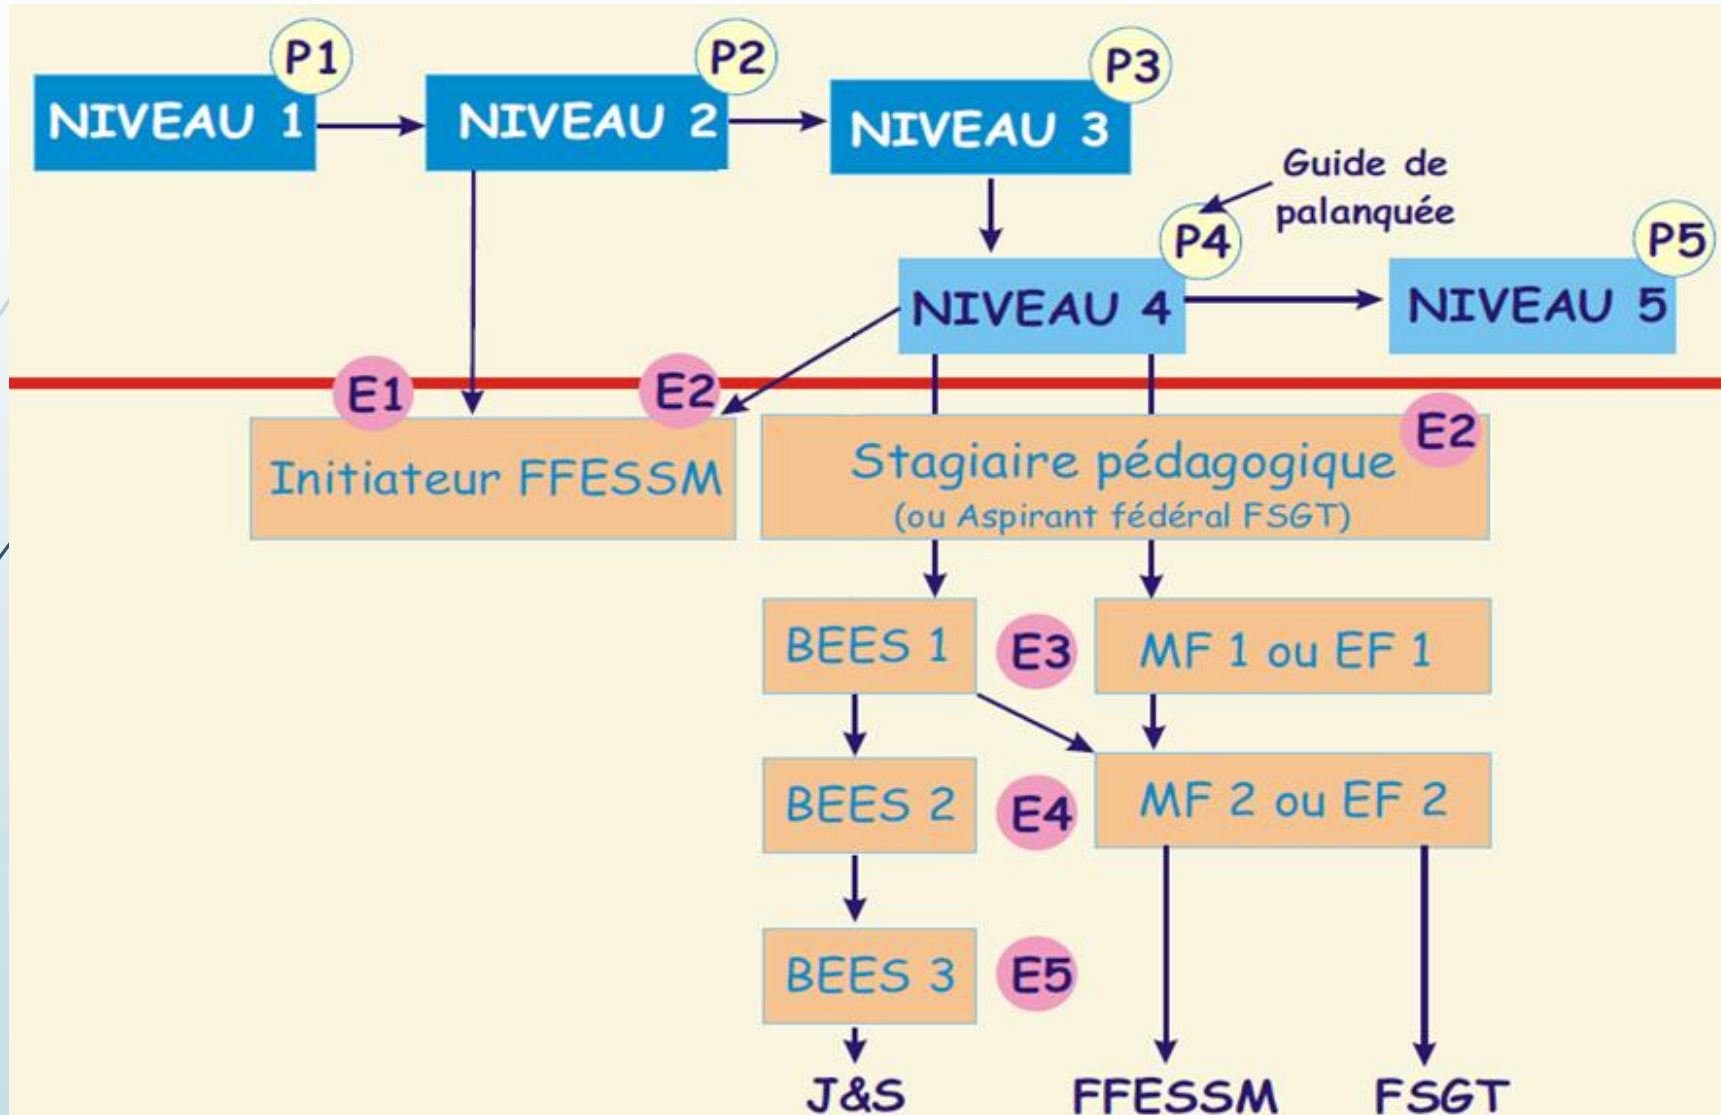 P1
P2
P3
NIVEAU 1
NIVEAU 2
NIVEAU 3
Guide de
palanquée
P4
P5
NIVEAU 4
NIVEAU 5
E1
E2
E2
Initiateur FFESSM
Stagiaire pédagogique
(ou Aspirant fédéral FSGT)
BEES 1
E3
MF 1 ou EF 1
BEES 2
E4
MF 2 ou EF 2
BEES 3
E5
J&S
FFESSM
FSGT